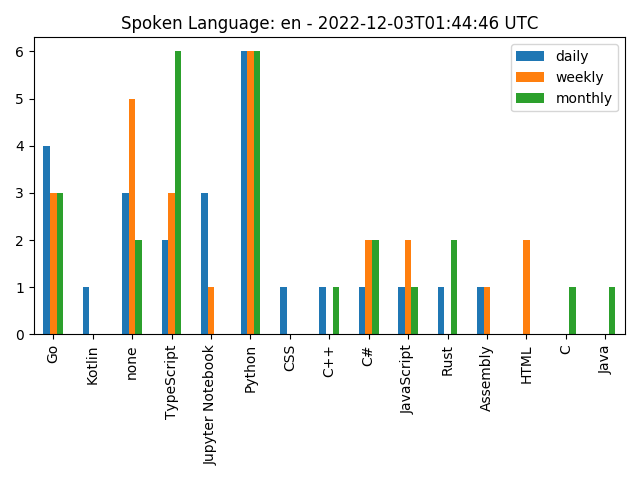 Spoken Language: en - 2022-12-03T01:44:46 UTC
daily
weekly
monthly
6
5
4
3
2
1
0
Go
Kotlin
none
TypeScript
Jupyter Notebook
Python
CSS
C++
C#
JavaScript
Rust
Assembly
HTML
C
Java